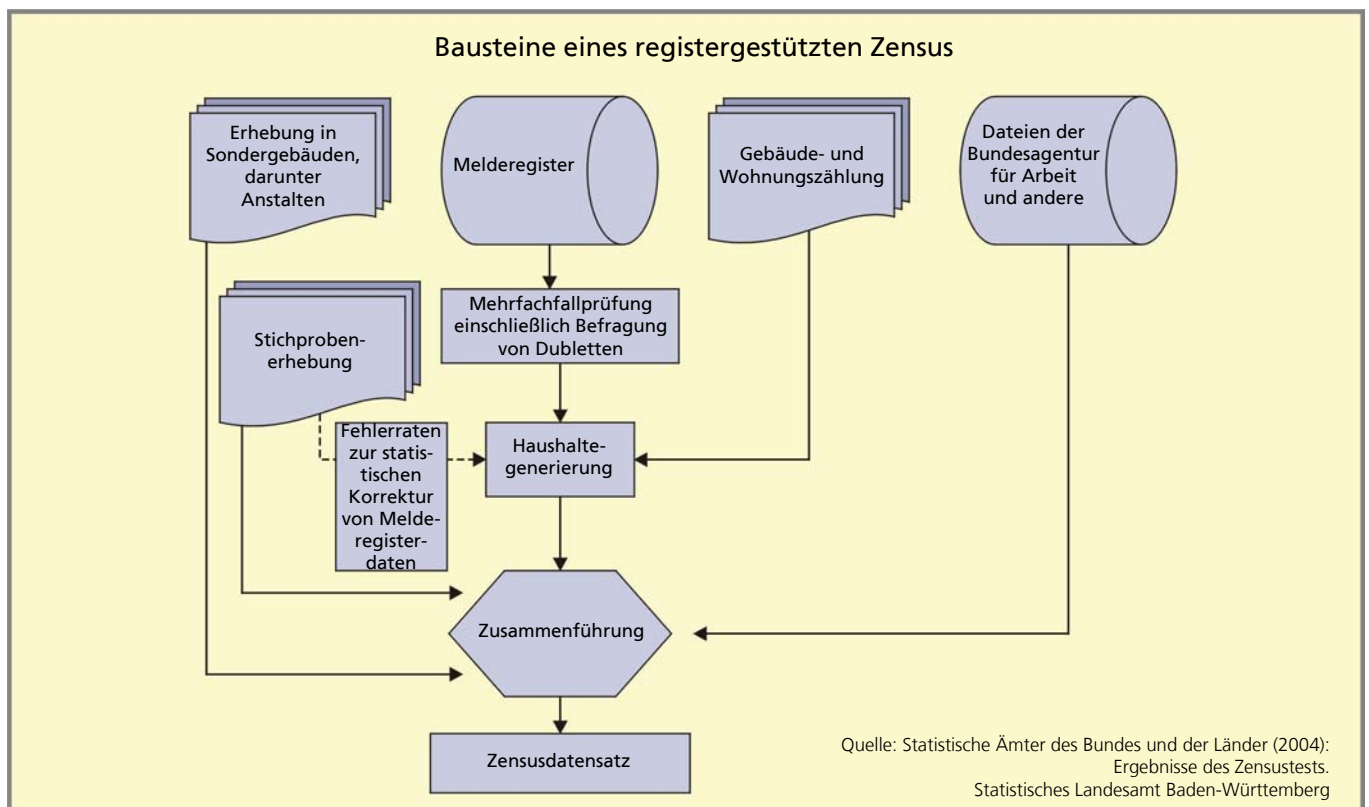 Bausteine eines registergestützten Zensus
Erhebung in
Sondergebäuden,
darunter
Anstalten
Melderegister
Gebäude- und
Wohnungszählung
Dateien der
Bundesagentur
für Arbeit
und andere
Stichproben-
erhebung
Mehrfachfallprüfung
einschließlich Befragung
von Dubletten
Fehlerraten
zur statis-
tischen
Korrektur
von Melde-
register-
daten
Haushalte-
generierung
Zusammenführung
Zensusdatensatz
Quelle: Statistische Ämter des Bundes und der Länder (2004):
Ergebnisse des Zensustests.
Statistisches Landesamt Baden-Württemberg